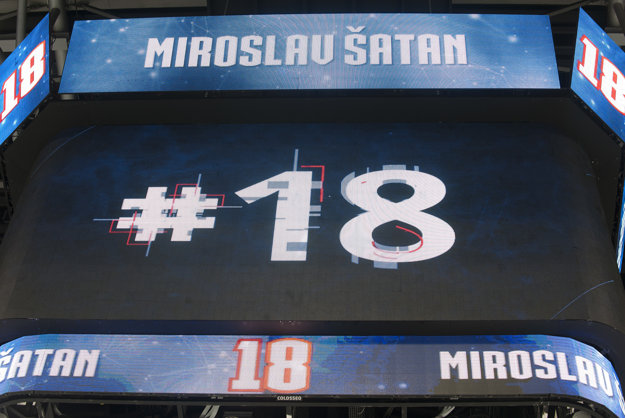 MIROSLAV ŠATAN
18
18
#18
ŠATAN 18 MIROSLAV
COLOSSEO